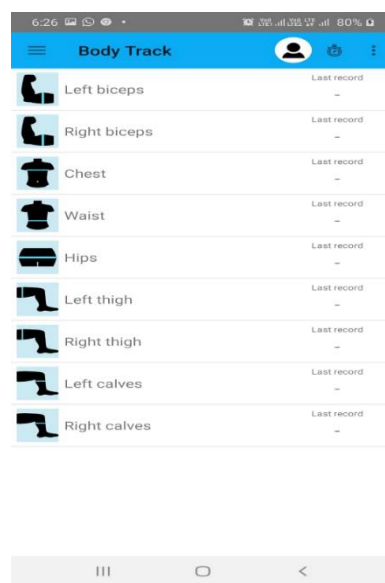 6:26 80%
Body Track
Last record
Left biceps
-
Last record
Right biceps
-
Last record
Chest
-
Last record
Waist
-
Last record
Hips
-
Last record
Left thigh
-
Last record
Right thigh
-
Last record
Left calves
-
Last record
Right calves
-